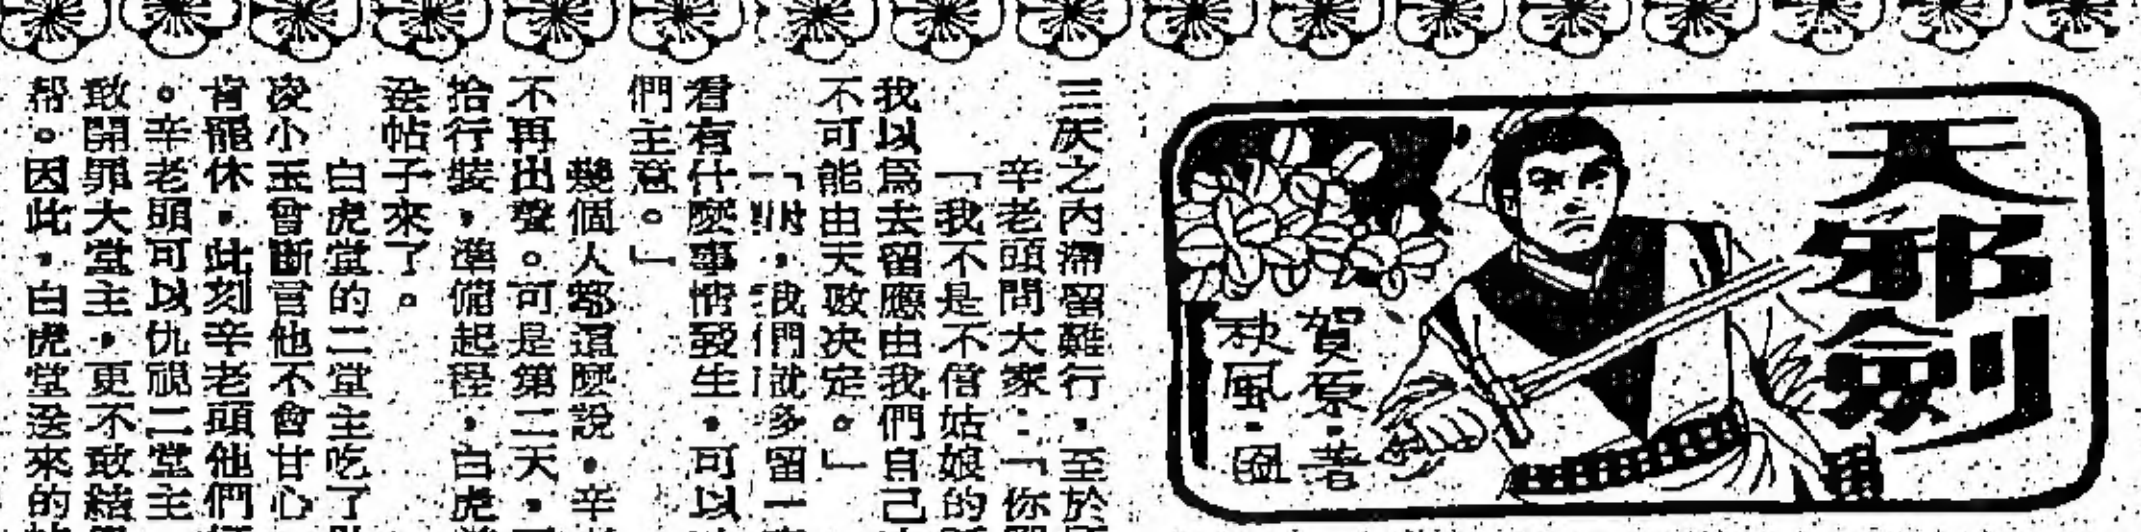 天邪劍
賀原·著
秋風·圖
三天之內滯留難行，至於
辛老頭問大家：「你
「我不是不信姑娘的
我以爲去留應由我們自己
不可能由天數決定。」
我們就多留一
看有什麼事情發生，可以
們主意。」
幾個人都這麼說，辛
不再出聲。可是第二天，
拾行裝，準備起程，白虎
送帖子來了。
白虎堂的二堂主吃了
凌小玉曾斷言他不會甘心
肯罷休，此刻辛老頭他們
。辛老頭可以仇視二堂主
敢開罪大堂主，更不敢結
帮。因此，白虎堂送來的